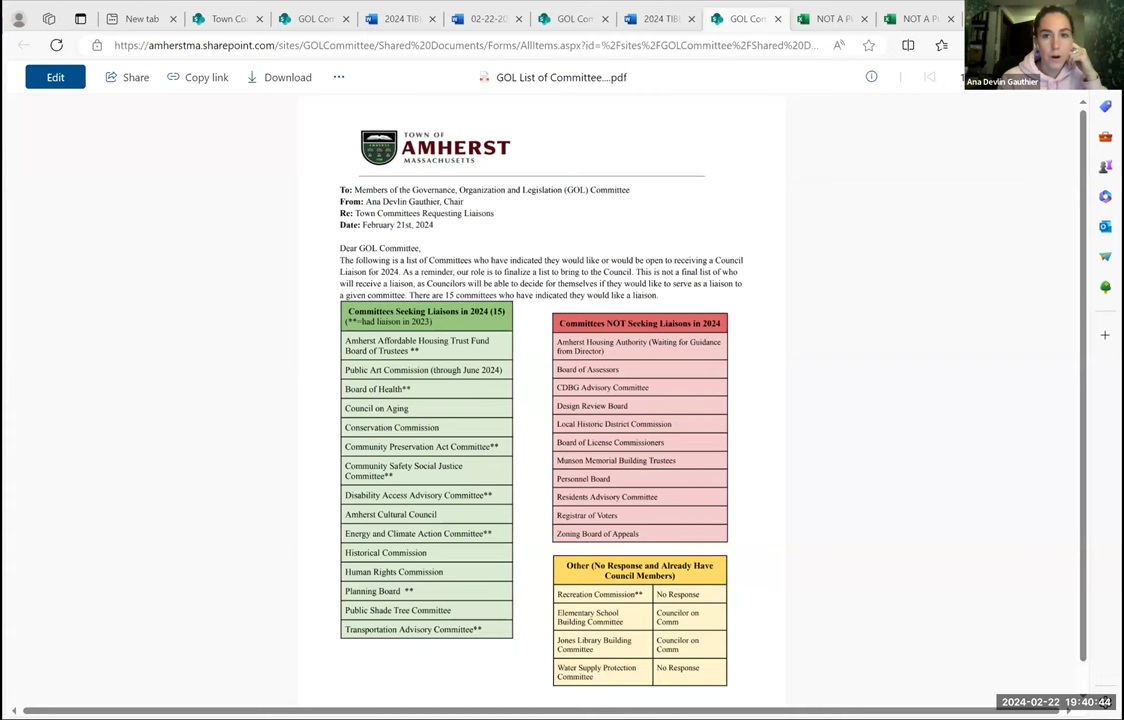 New tab
Town Co
GOL Com
2024 TIB
02-22-20
GOL Con
2024 TIBL
GOL Co
NOT A P
NOT A P
https://amherstma.sharepoint.com/sites/GOLCommittee/Shared%20Documents/Forms/AllItems.aspx?id=%2Fsites%2FGOLCommittee%2FShared%20D...
Edit
Share
Copy link
Download
GOL List of Committee....pdf
Ana Devlin Gauthier
TOWN OF
AMHERST
MASSACHUSETTS
To: Members of the Governance, Organization and Legislation (GOL) Committee
From: Ana Devlin Gauthier, Chair
Re: Town Committees Requesting Liaisons
Date: February 21st, 2024
Dear GOL Committee,
The following is a list of Committees who have indicated they would like or would be open to receiving a Council
Liaison for 2024. As a reminder, our role is to finalize a list to bring to the Council. This is not a final list of who
will receive a liaison, as Councilors will be able to decide for themselves if they would like to serve as a liaison to
a given committee. There are 15 committees who have indicated they would like a liaison.
Committees Seeking Liaisons in 2024 (15)
(**=had liaison in 2023)
Amherst Affordable Housing Trust Fund
Board of Trustees **
Public Art Commission (through June 2024)
Board of Health**
Council on Aging
Conservation Commission
Community Preservation Act Committee**
Community Safety Social Justice
Committee**
Disability Access Advisory Committee**
Amherst Cultural Council
Energy and Climate Action Committee**
Historical Commission
Human Rights Commission
Planning Board **
Public Shade Tree Committee
Transportation Advisory Committee**
Committees NOT Seeking Liaisons in 2024
Amherst Housing Authority (Waiting for Guidance
from Director)
Board of Assessors
CDBG Advisory Committee
Design Review Board
Local Historic District Commission
Board of License Commissioners
Munson Memorial Building Trustees
Personnel Board
Residents Advisory Committee
Registrar of Voters
Zoning Board of Appeals
Other (No Response and Already Have
Council Members)
Recreation Commission** No Response
Elementary School Councilor on
Building Committee Comm
Jones Library Building Councilor on
Committee Comm
Water Supply Protection No Response
Committee
2024-02-22 19:40:44